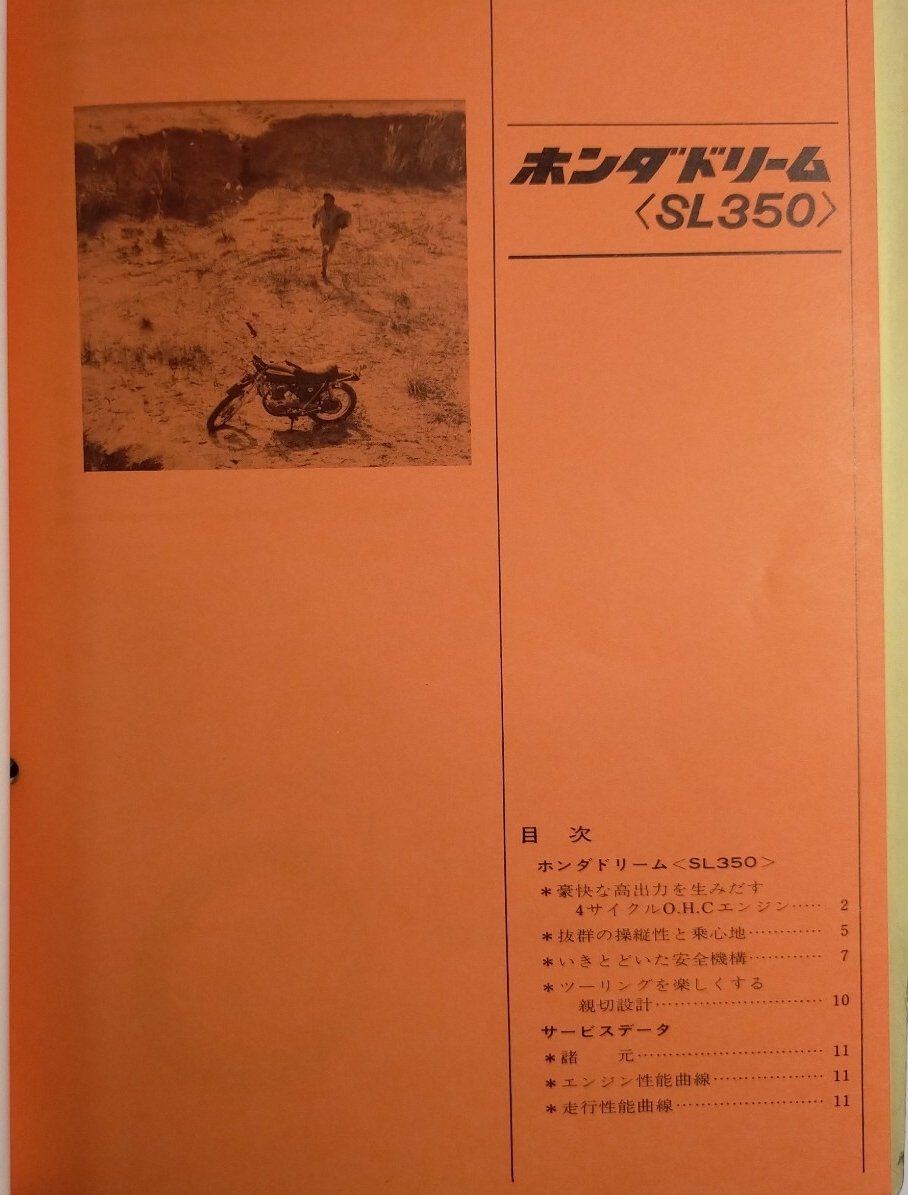 ホンダドリーム
〈SL350〉
目 次
ホンダドリーム〈SL350〉
*豪快な高出力を生みだす
4サイクルO.H.Cエンジン‥‥‥ 2
*抜群の操縦性と乗心地‥‥‥‥‥‥ 5
*いきとどいた安全機構‥‥‥‥‥‥ 7
*ツーリングを楽しくする
親切設計‥‥‥‥‥‥‥‥‥‥‥‥‥‥ 10
サービスデータ
*諸 元‥‥‥‥‥‥‥‥‥‥‥‥‥‥‥ 11
*エンジン性能曲線‥‥‥‥‥‥‥‥‥ 11
*走行性能曲線‥‥‥‥‥‥‥‥‥‥‥‥ 11